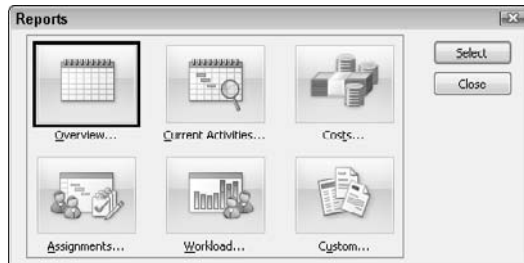 Reports
Select
Close
Overview...
Current Activities...
Costs...
Assignments...
Workload...
Custom...